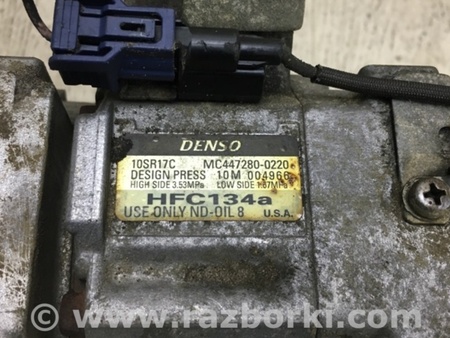 DENSO
10SR17C MC447280-0220
DESIGN PRESS 10M 004966
HIGH SIDE 3.53MPa LOW SIDE 1.67MPa
HFC134a
USE ONLY ND-OIL 8 U.S.A.
© www.razborki.com